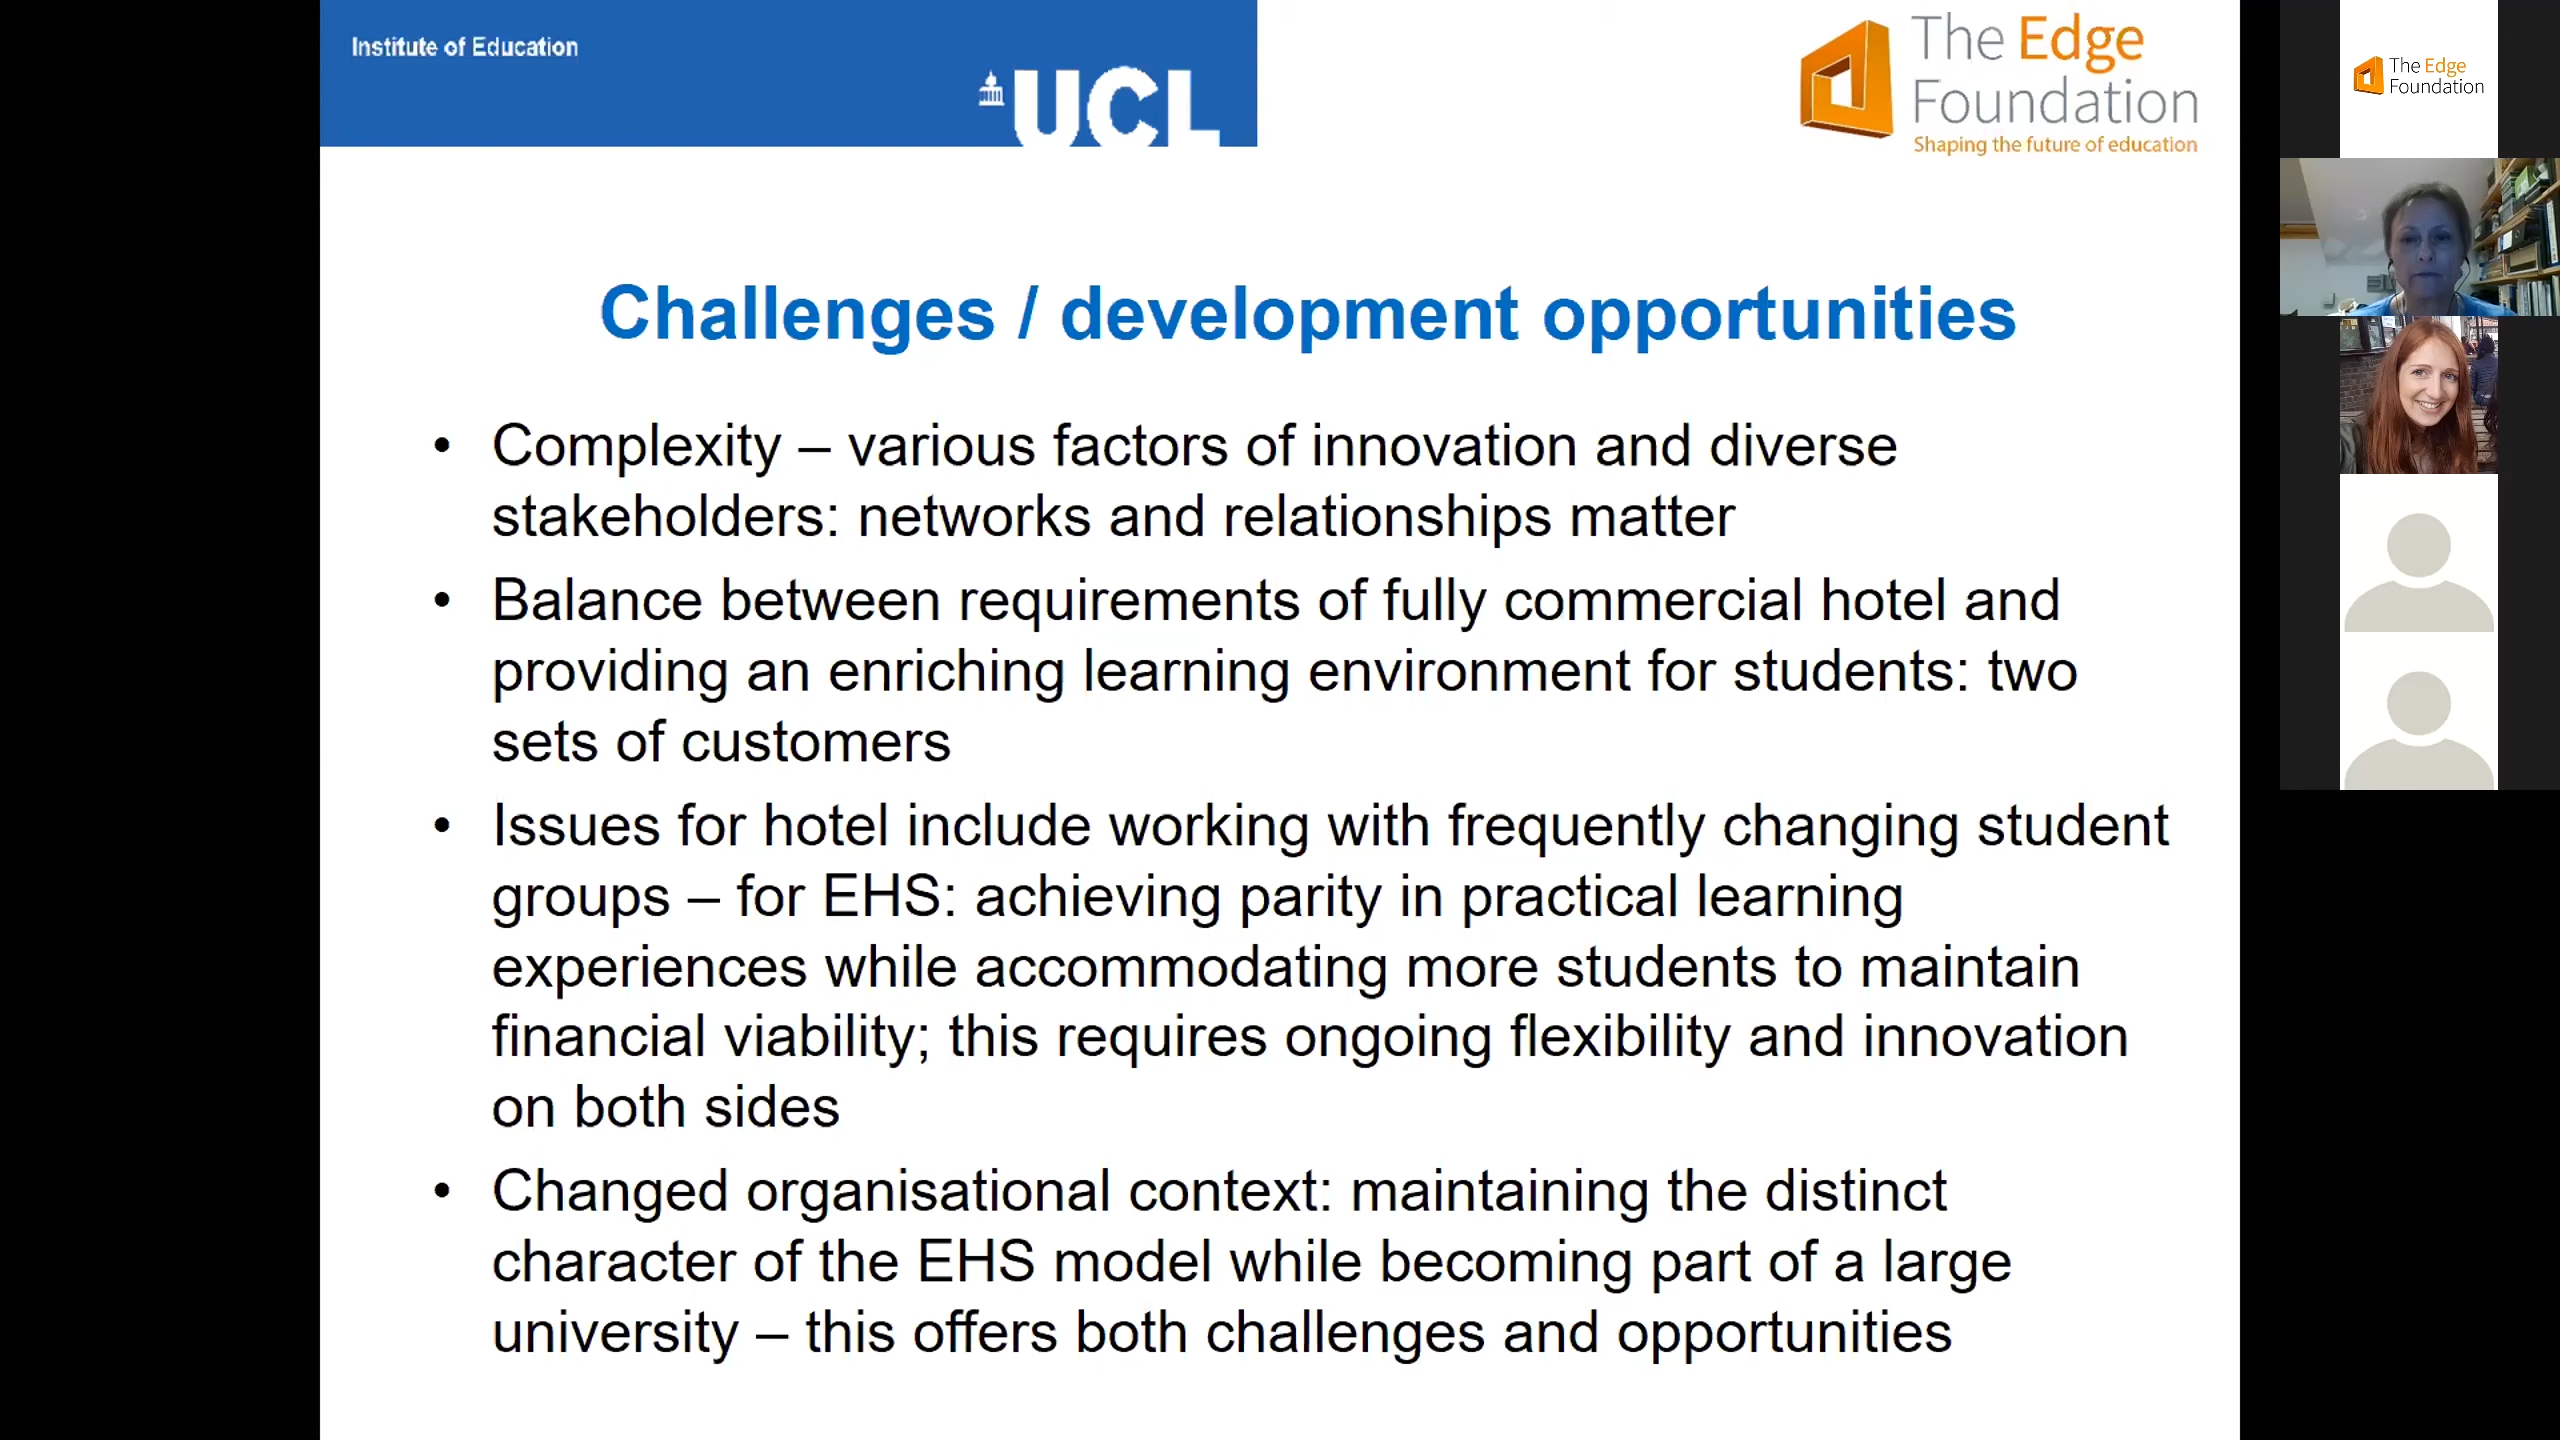 Institute of Education
UCL
The Edge
Foundation
Shaping the future of education
The Edge
Foundation
Challenges / development opportunities
• Complexity – various factors of innovation and diverse
stakeholders: networks and relationships matter
• Balance between requirements of fully commercial hotel and
providing an enriching learning environment for students: two
sets of customers
• Issues for hotel include working with frequently changing student
groups – for EHS: achieving parity in practical learning
experiences while accommodating more students to maintain
financial viability; this requires ongoing flexibility and innovation
on both sides
• Changed organisational context: maintaining the distinct
character of the EHS model while becoming part of a large
university – this offers both challenges and opportunities